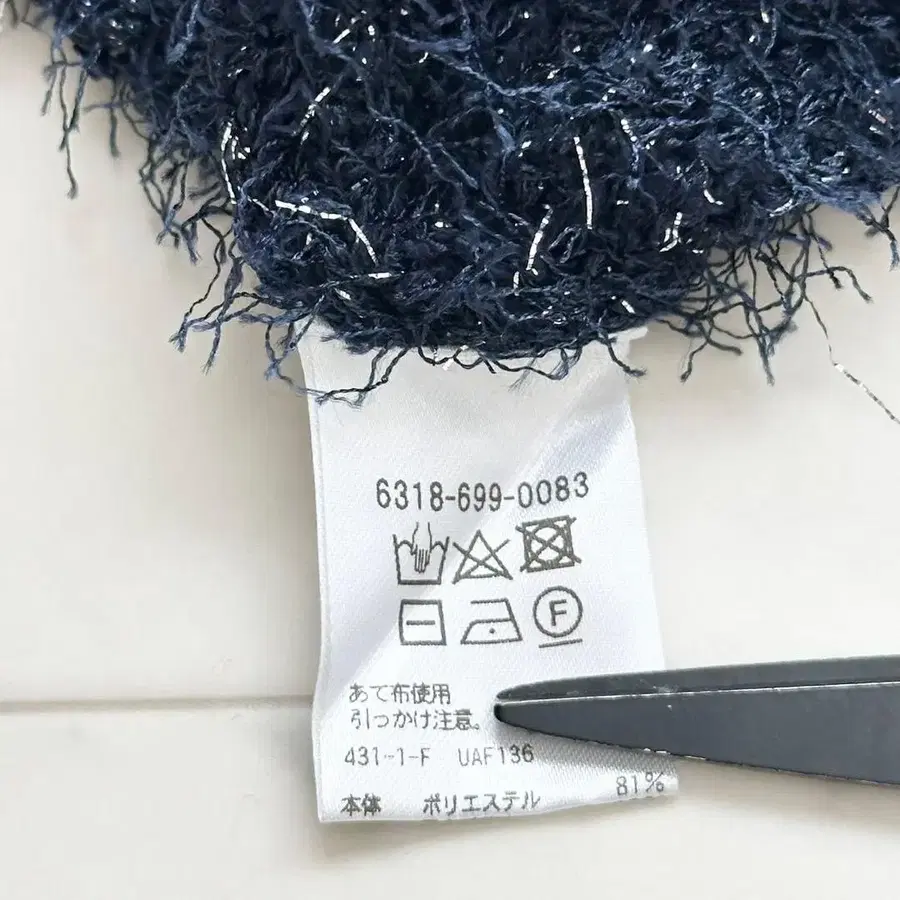 6318-699-0083
F
あて布使用
引っかけ注意。
431-1-F UAF136
本体 ポリエステル 81%